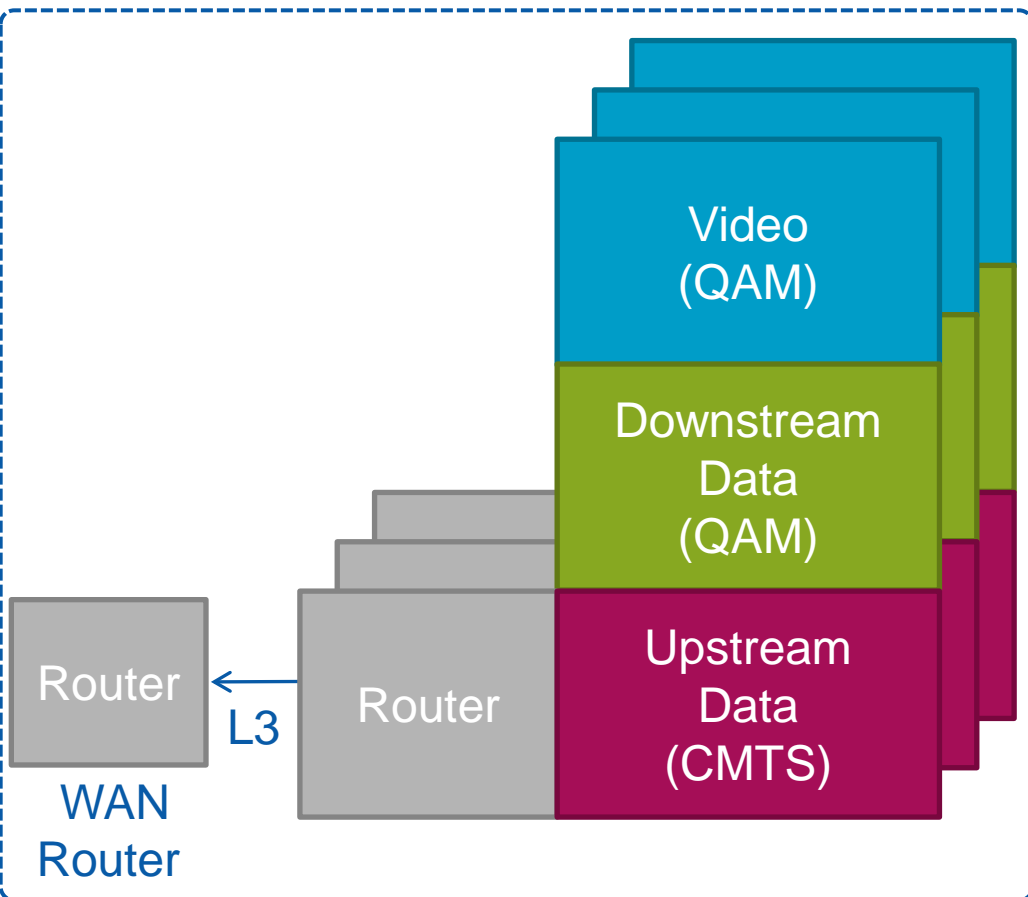 Video
(QAM)
Downstream
Data
(QAM)
Upstream
Data
(CMTS)
Router
L3
Router
WAN
Router